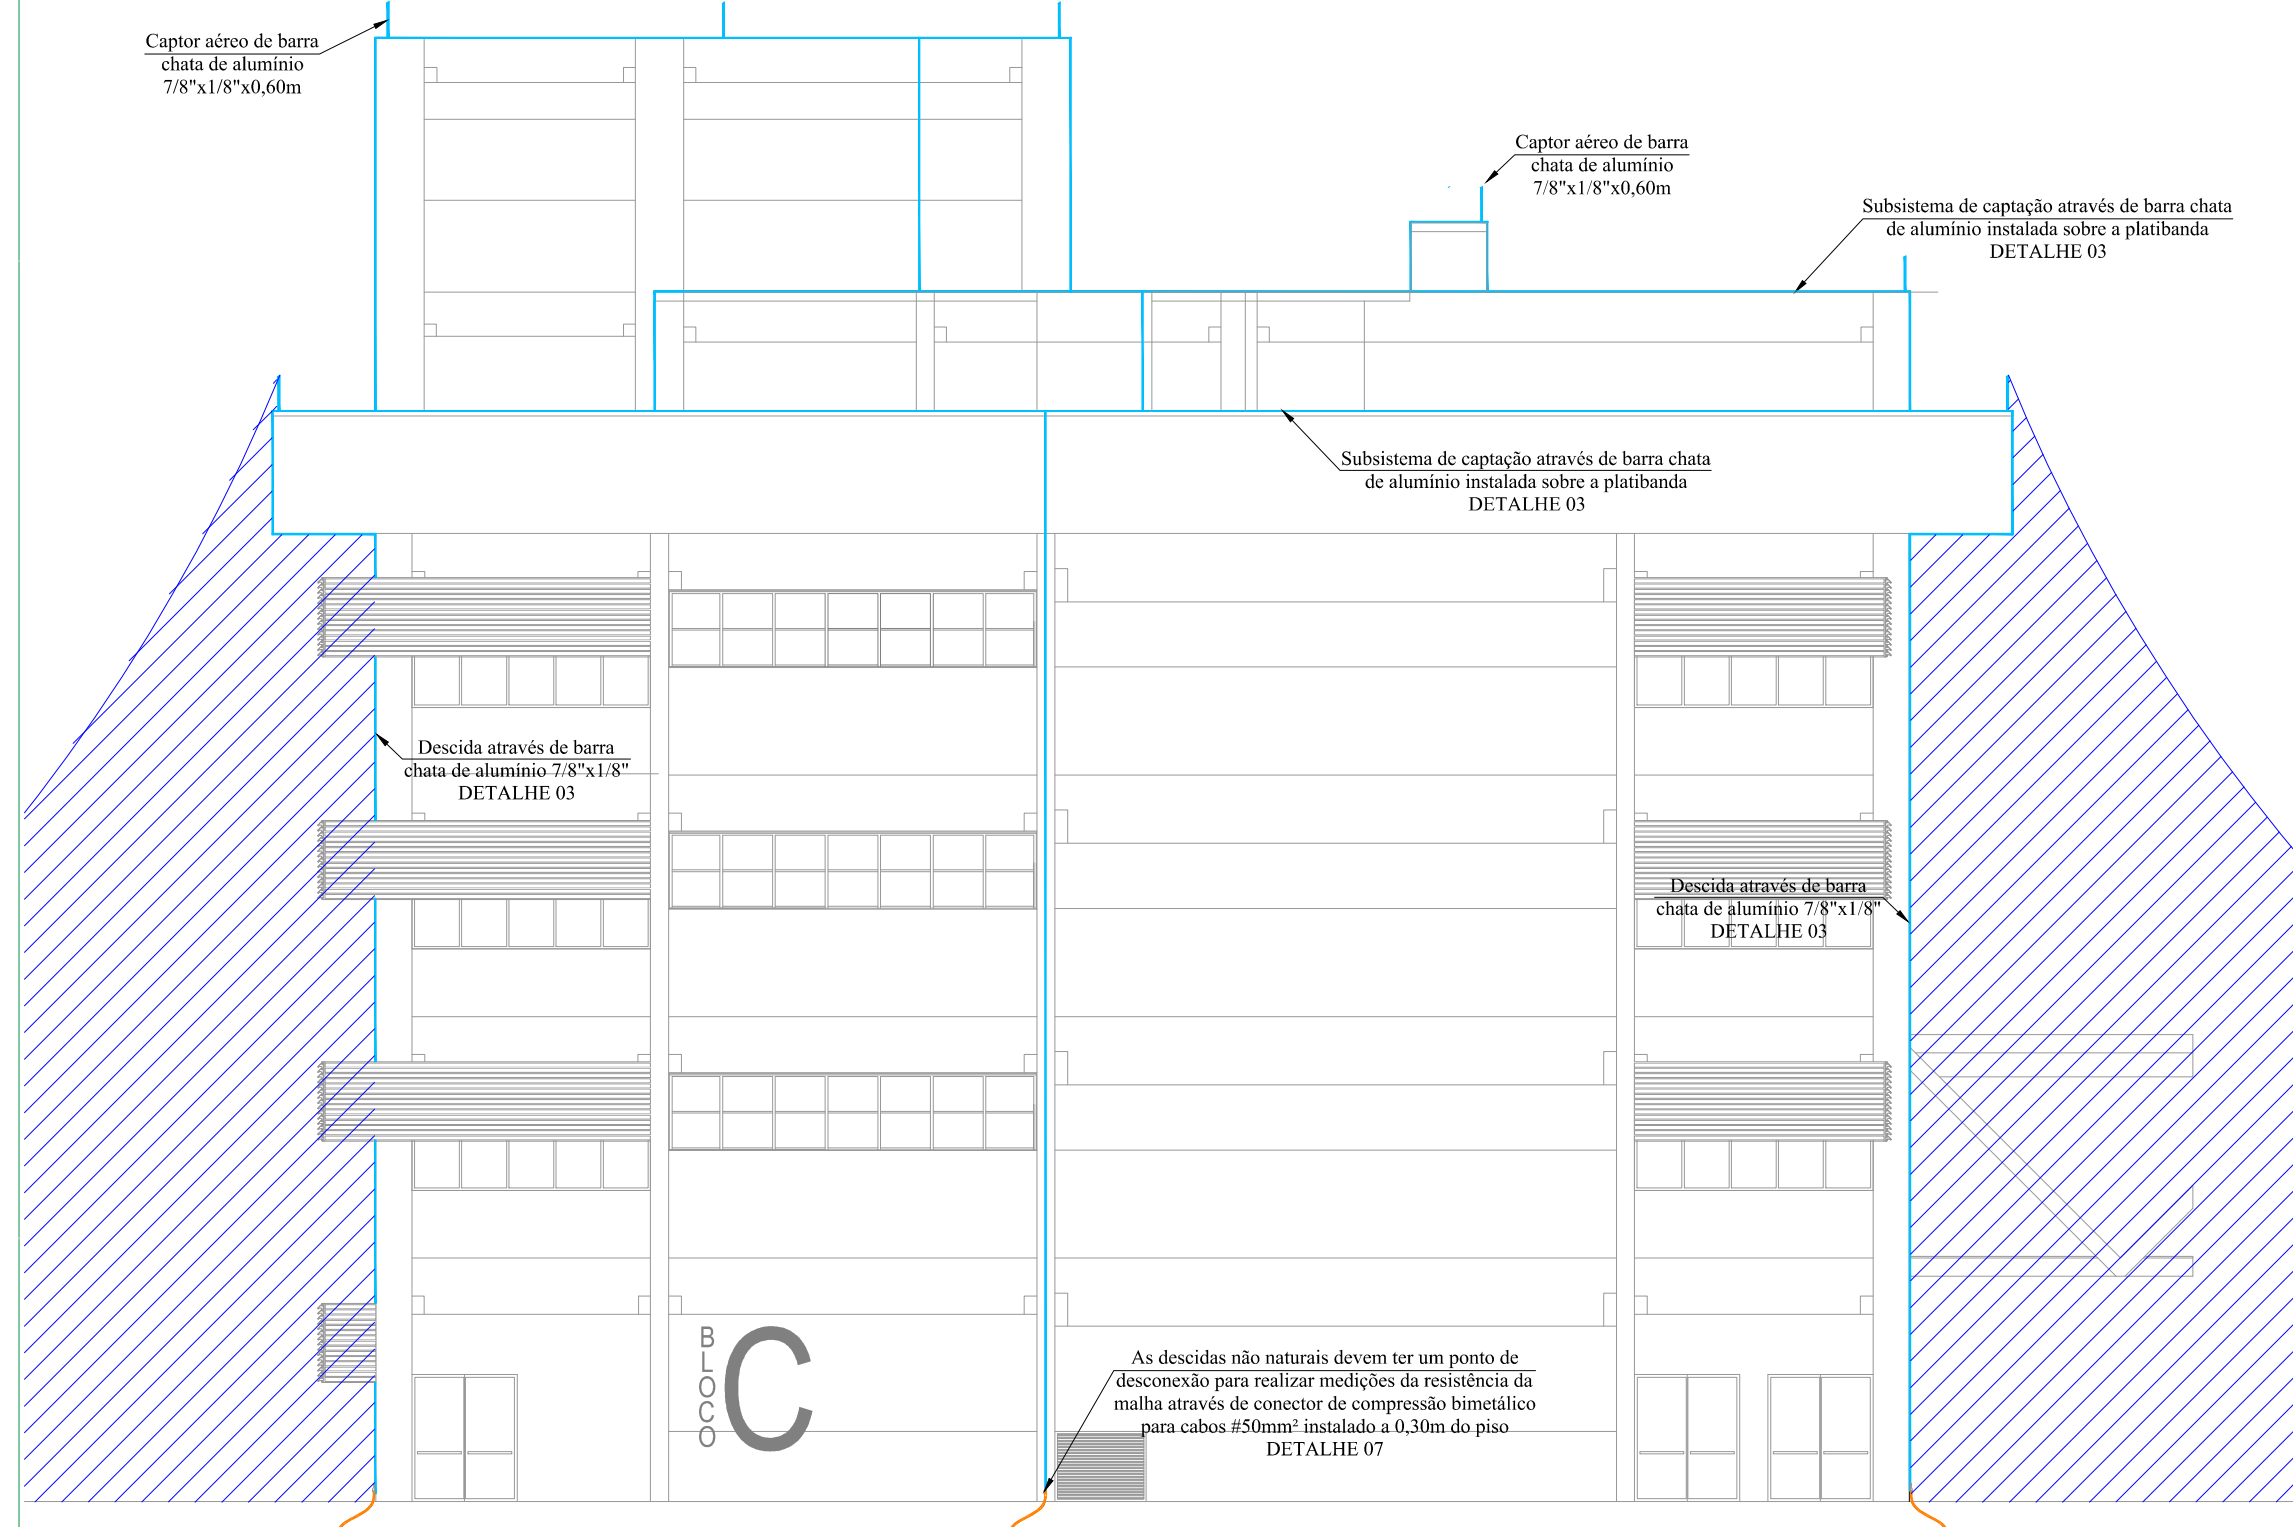 Captor aéreo de barra
chata de alumínio
7/8"x1/8"x0,60m
Captor aéreo de barra
chata de alumínio
7/8"x1/8"x0,60m
Subsistema de captação através de barra chata
de alumínio instalada sobre a platibanda
DETALHE 03
Subsistema de captação através de barra chata
de alumínio instalada sobre a platibanda
DETALHE 03
Descida através de barra
chata de alumínio 7/8"x1/8"
DETALHE 03
Descida através de barra
chata de alumínio 7/8"x1/8"
DETALHE 03
BLOCO
C
As descidas não naturais devem ter um ponto de
desconexão para realizar medições da resistência da
malha através de conector de compressão bimetálico
para cabos #50mm² instalado a 0,30m do piso
DETALHE 07